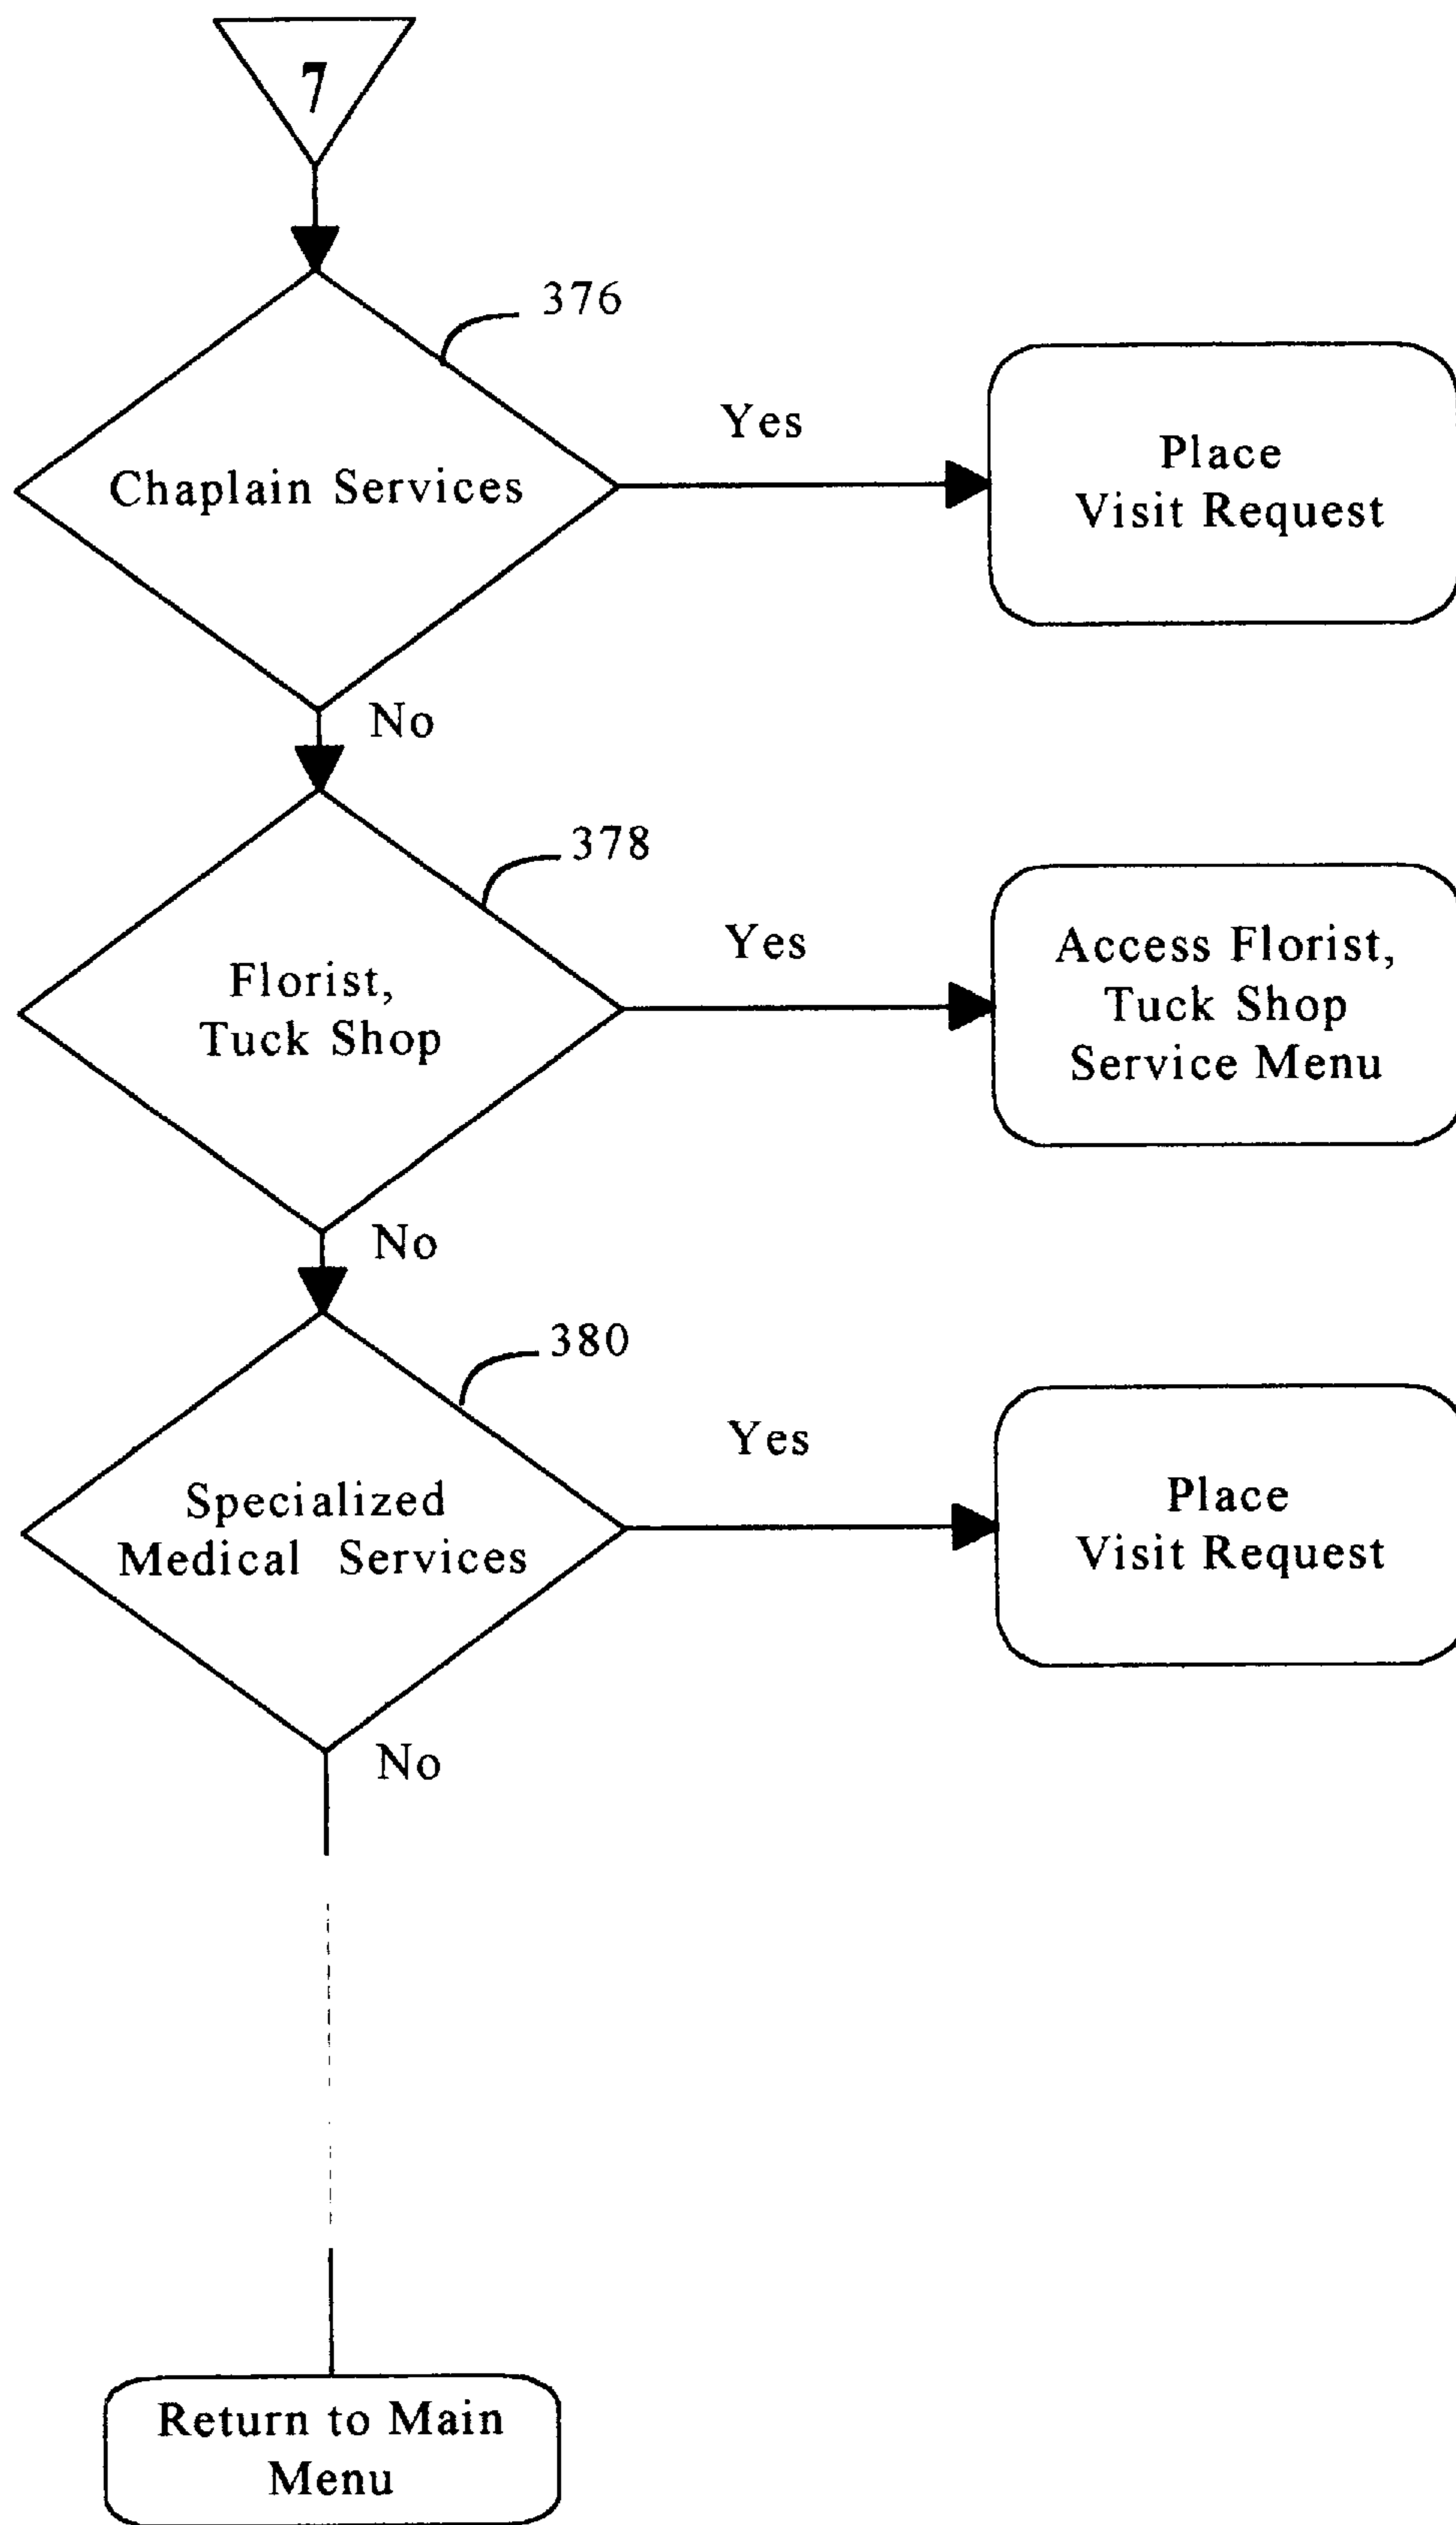 7
376
Chaplain Services
Yes
Place
Visit Request
No
378
Florist,
Tuck Shop
Yes
Access Florist,
Tuck Shop
Service Menu
No
380
Specialized
Medical Services
Yes
Place
Visit Request
No
Return to Main
Menu